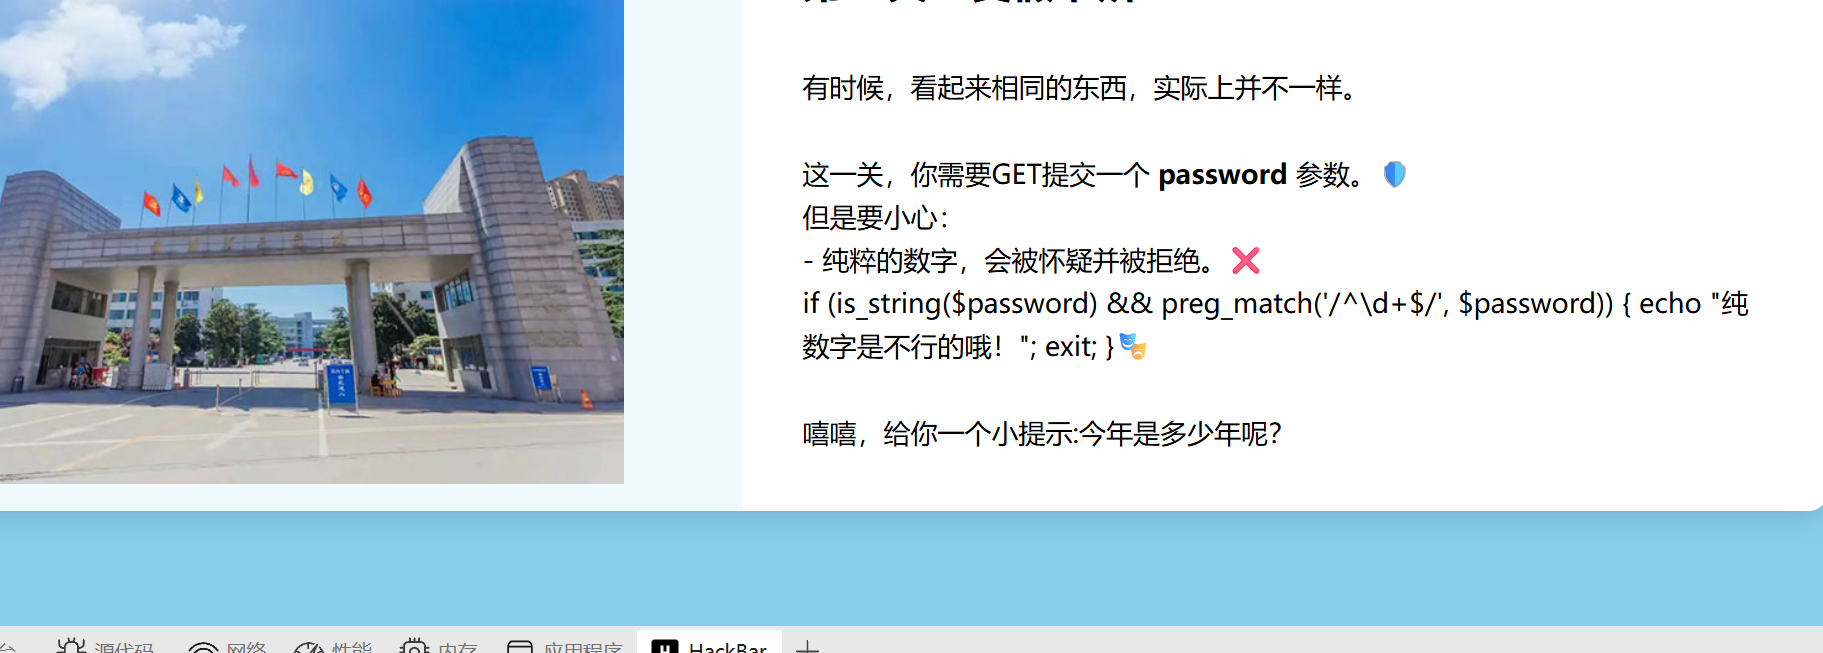 有时候，看起来相同的东西，实际上并不一样。
这一关，你需要GET提交一个 password 参数。
但是要小心：
- 纯粹的数字，会被怀疑并被拒绝。
if (is_string($password) && preg_match('/^\d+$/', $password)) { echo "纯
数字是不行的哦！"; exit; }
嘻嘻，给你一个小提示:今年是多少年呢？
源代码 网络 性能 内存 应用程序 HackBar